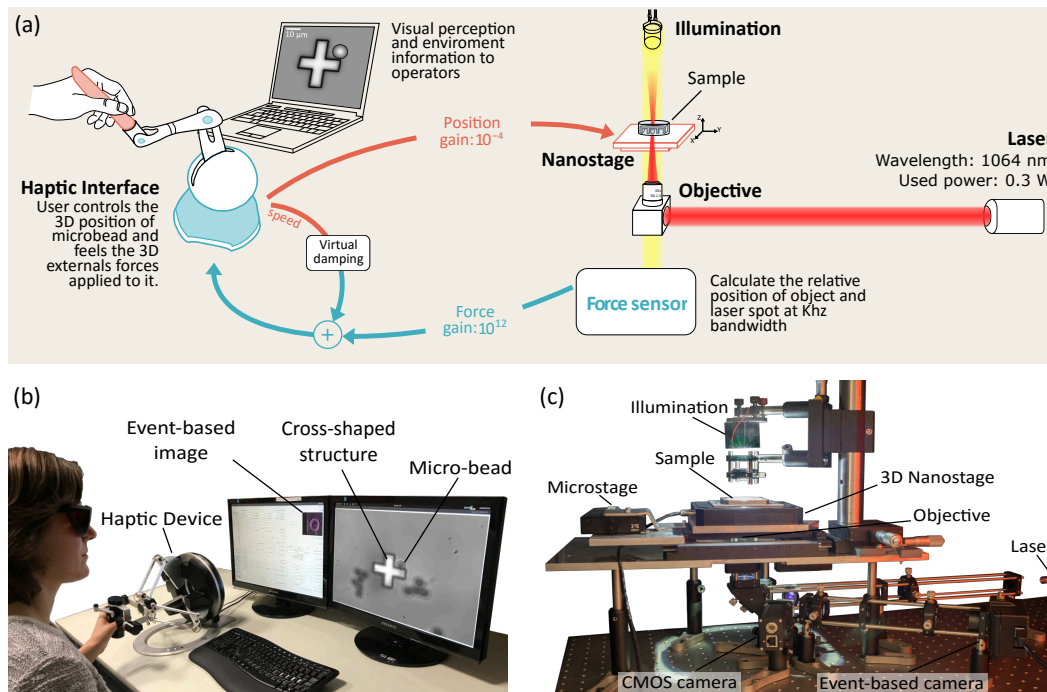 (a)
10 μm
Visual perception
and enviroment
information to
operators
Illumination
Sample
Z
Y
X
Position
gain:10⁻⁴
Nanostage
Laser
Wavelength: 1064 nm
Used power: 0.3 W
Haptic Interface
User controls the
3D position of
microbead and
feels the 3D
externals forces
applied to it.
Objective
speed
Virtual
damping
Force sensor
Calculate the relative
position of object and
laser spot at Khz
bandwidth
Force
gain:10¹²
+
(b)
Event-based
image
Cross-shaped
structure
Micro-bead
Haptic Device
(c)
Illumination
Sample
Microstage
3D Nanostage
Objective
Laser
CMOS camera
Event-based camera